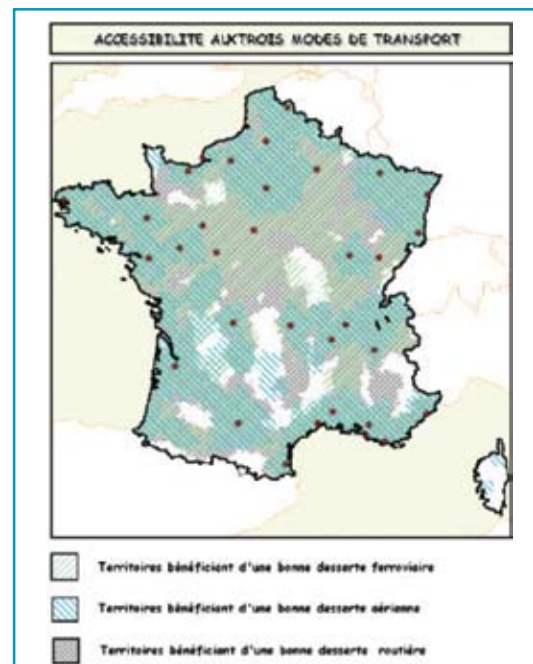 ACCESSIBILITE AUXTROIS MODES DE TRANSPORT
Territoires bénéficiant d'une bonne desserte ferroviaire
Territoires bénéficiant d'une bonne desserte aérienne
Territoires bénéficiant d'une bonne desserte routière